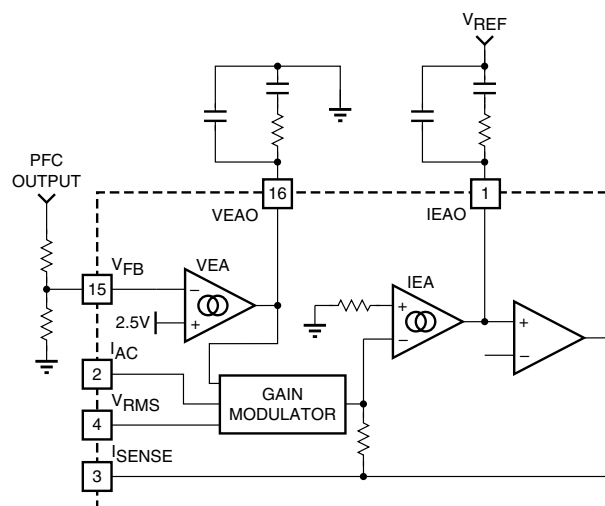 VREF
PFC
OUTPUT
16
1
VEAO
IEAO
VFB
VEA
IEA
15
−
+
2.5V
+
−
+
−
IAC
2
GAIN
MODULATOR
VRMS
4
ISENSE
3